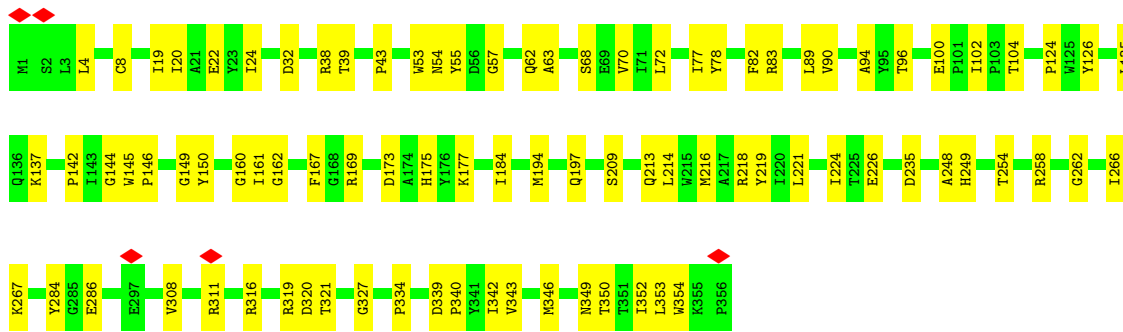 M1 S2 L3 L4 C8 I19 I20 A21 E22 Y23 I24 D32 R38 T39 P43 W53 N54 Y55 D56 G57 Q62 A63 S68 E69 V70 I71 L72 I77 Y78 F82 R83 L89 V90 A94 Y95 T96 E100 P101 I102 P103 T104 P124 W125 Y126
Q136 K137 P142 I143 G144 W145 P146 G149 Y150 G160 I161 G162 F167 G168 R169 D173 A174 H175 Y176 K177 I184 M194 Q197 S209 Q213 L214 W215 M216 A217 R218 Y219 I220 L221 I224 T225 E226 D235 A248 H249 T254 R258 G262 I266
K267 Y284 G285 E286 E297 V308 R311 R316 R319 D320 T321 G327 P334 D339 P340 Y341 I342 V343 M346 N349 T350 T351 I352 L353 W354 K355 P356